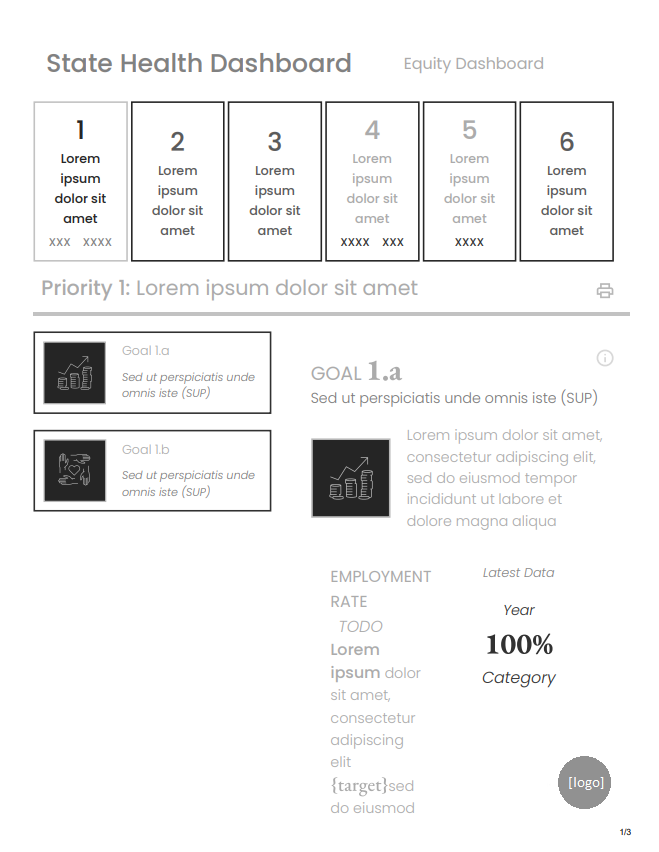 State Health Dashboard
Equity Dashboard
1
Lorem
ipsum
dolor sit
amet
xxx xxxx
2
Lorem
ipsum
dolor sit
amet
3
Lorem
ipsum
dolor sit
amet
4
Lorem
ipsum
dolor sit
amet
xxxx xxx
5
Lorem
ipsum
dolor sit
amet
xxxx
6
Lorem
ipsum
dolor sit
amet
Priority 1: Lorem ipsum dolor sit amet
Goal 1.a
Sed ut perspiciatis unde
omnis iste (SUP)
Goal 1.b
Sed ut perspiciatis unde
omnis iste (SUP)
GOAL 1.a
Sed ut perspiciatis unde omnis iste (SUP)
Lorem ipsum dolor sit amet,
consectetur adipiscing elit,
sed do eiusmod tempor
incididunt ut labore et
dolore magna aliqua
EMPLOYMENT
RATE
TODO
Lorem
ipsum dolor
sit amet,
consectetur
adipiscing
elit
{target}sed
do eiusmod
Latest Data
Year
100%
Category
[logo]
1/3